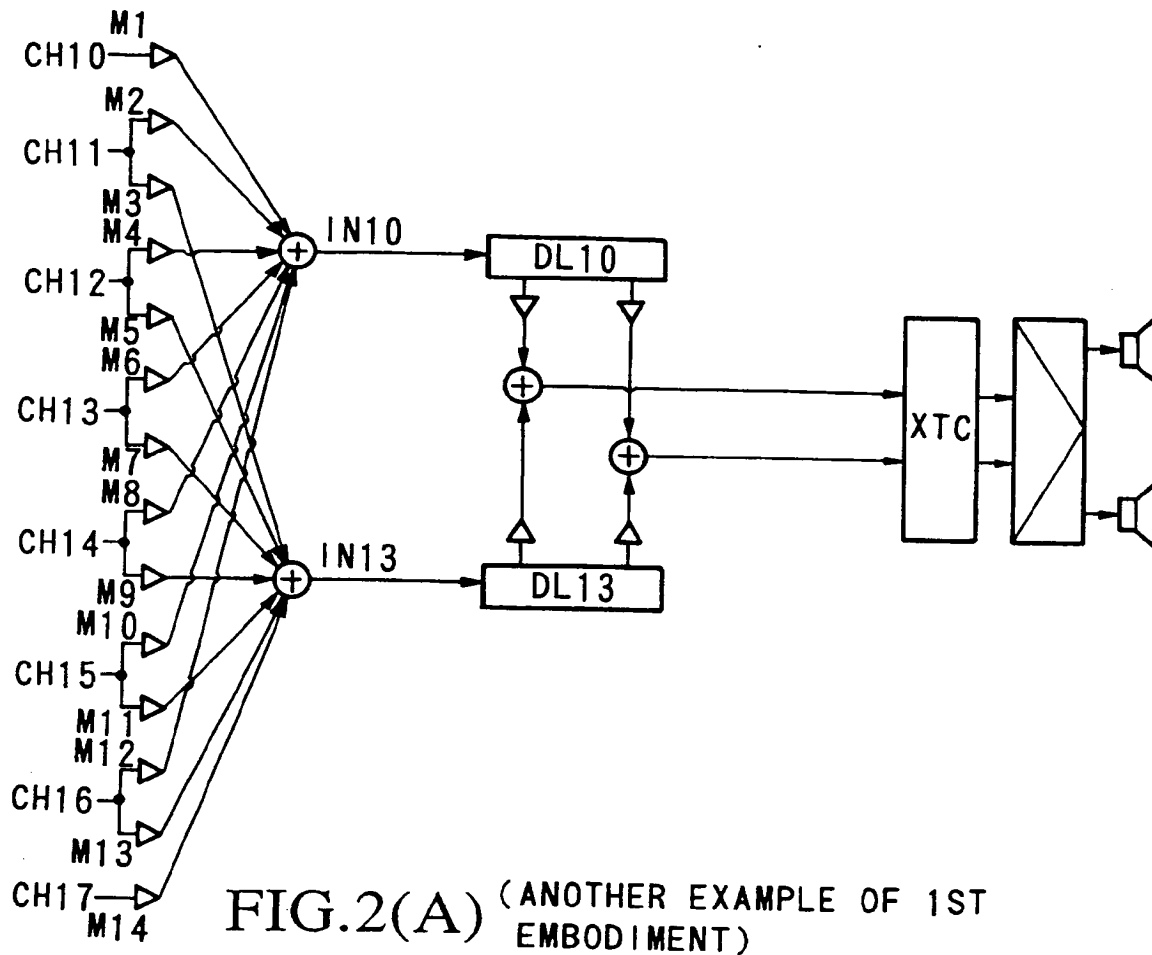 M1
CH10
M2
CH11
M3
M4
IN10
DL10
CH12
M5
M6
CH13
XTC
M7
M8
CH14
IN13
DL13
M9
M10
CH15
M11
M12
CH16
M13
CH17
M14
FIG.2(A) (ANOTHER EXAMPLE OF 1ST
EMBODIMENT)